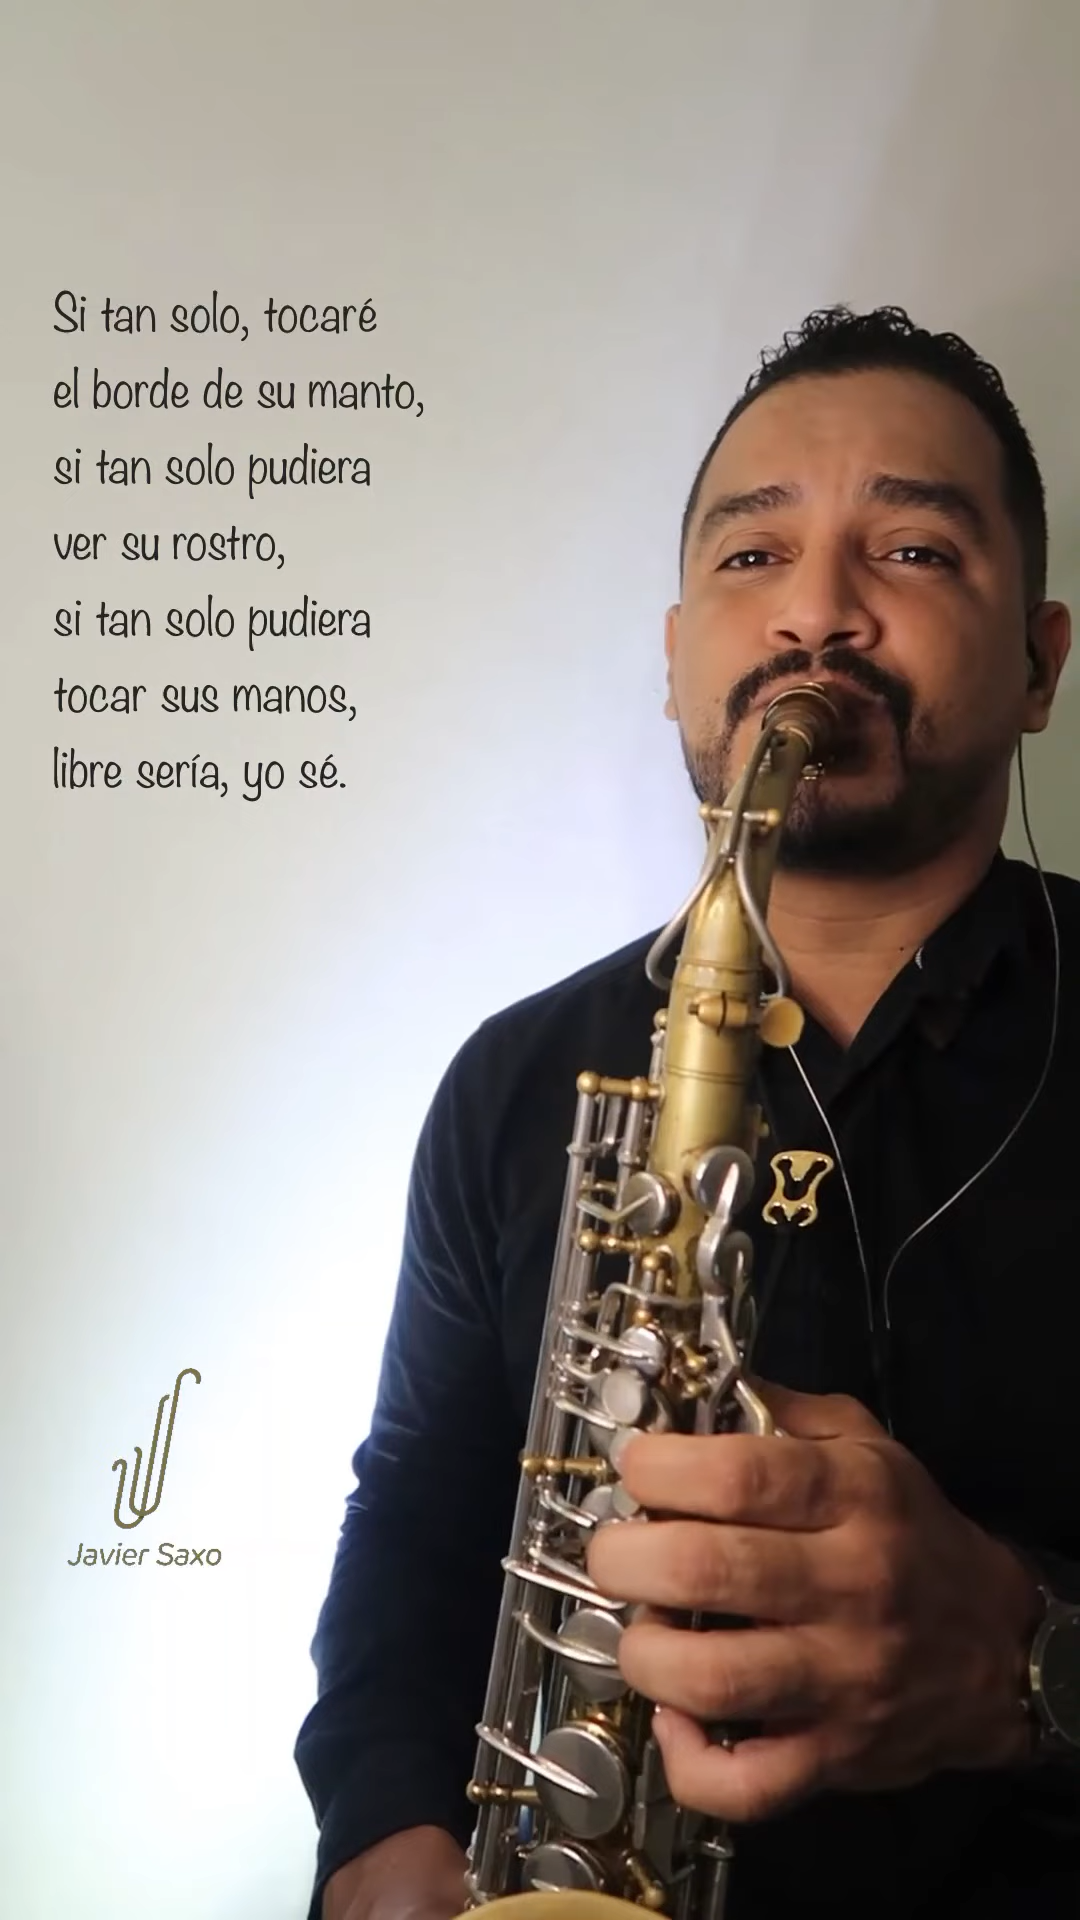 Si tan solo, tocaré
el borde de su manto,
si tan solo pudiera
ver su rostro,
si tan solo pudiera
tocar sus manos,
libre sería, yo sé.
Javier Saxo